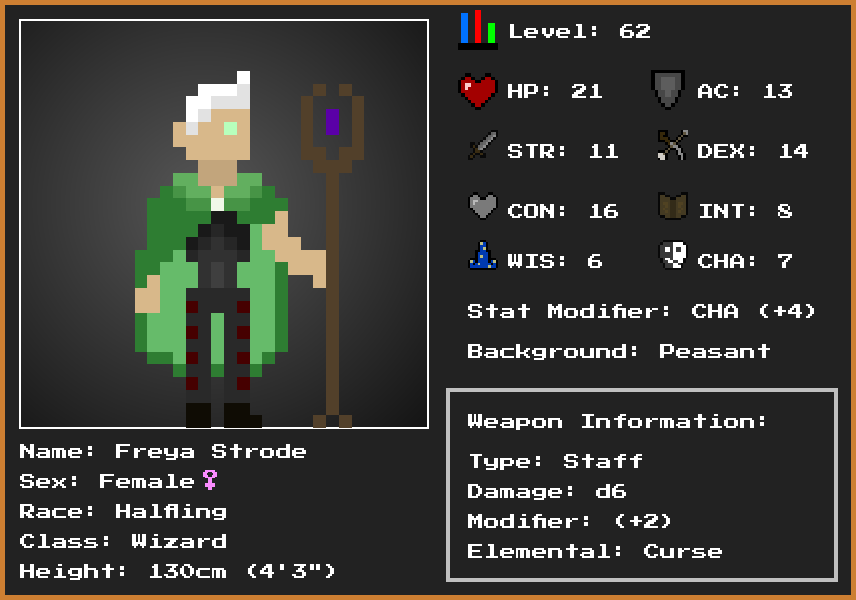 Level: 62
HP: 21
AC: 13
STR: 11
DEX: 14
CON: 16
INT: 8
WIS: 6
CHA: 7
Stat Modifier: CHA (+4)
Background: Peasant
Weapon Information:
Type: Staff
Damage: d6
Modifier: (+2)
Elemental: Curse
Name: Freya Strode
Sex: Female♀
Race: Halfling
Class: Wizard
Height: 130cm (4'3")